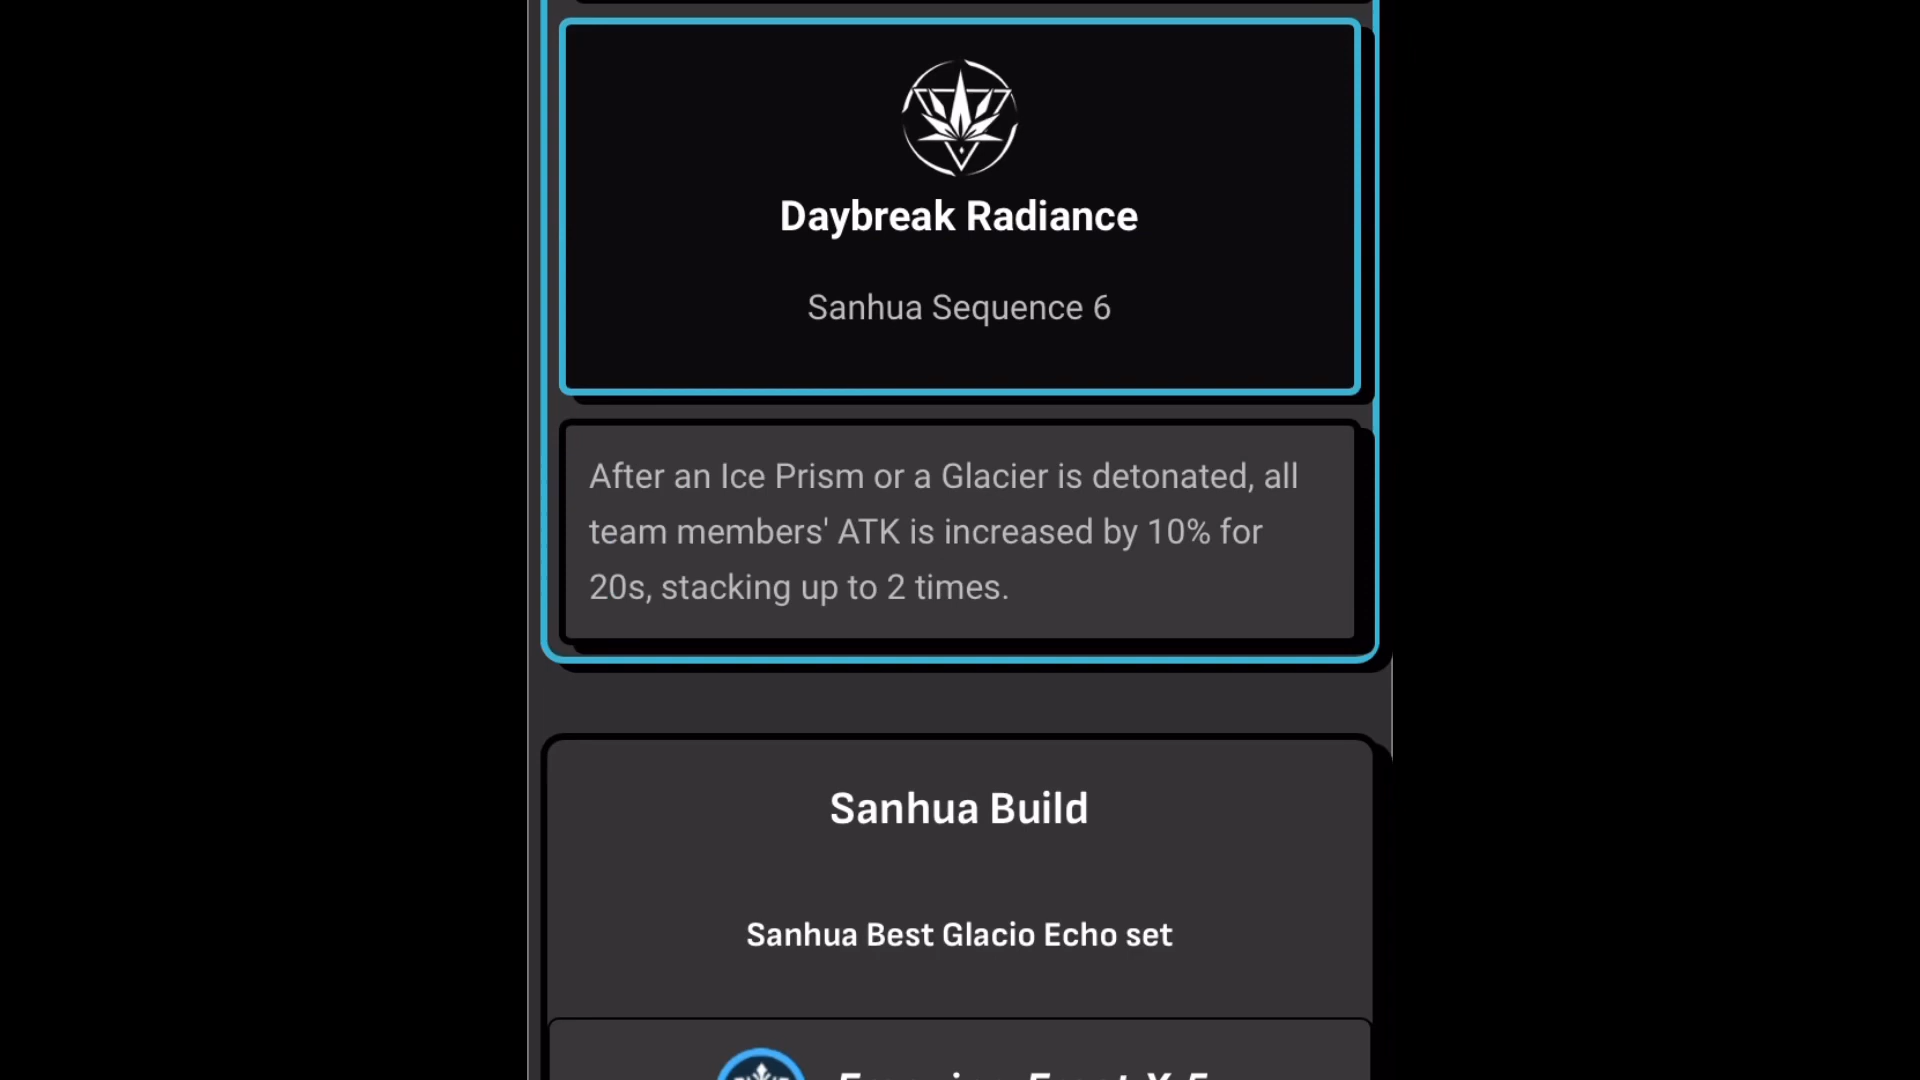 Daybreak Radiance
Sanhua Sequence 6
After an Ice Prism or a Glacier is detonated, all
team members' ATK is increased by 10% for
20s, stacking up to 2 times.
Sanhua Build
Sanhua Best Glacio Echo set